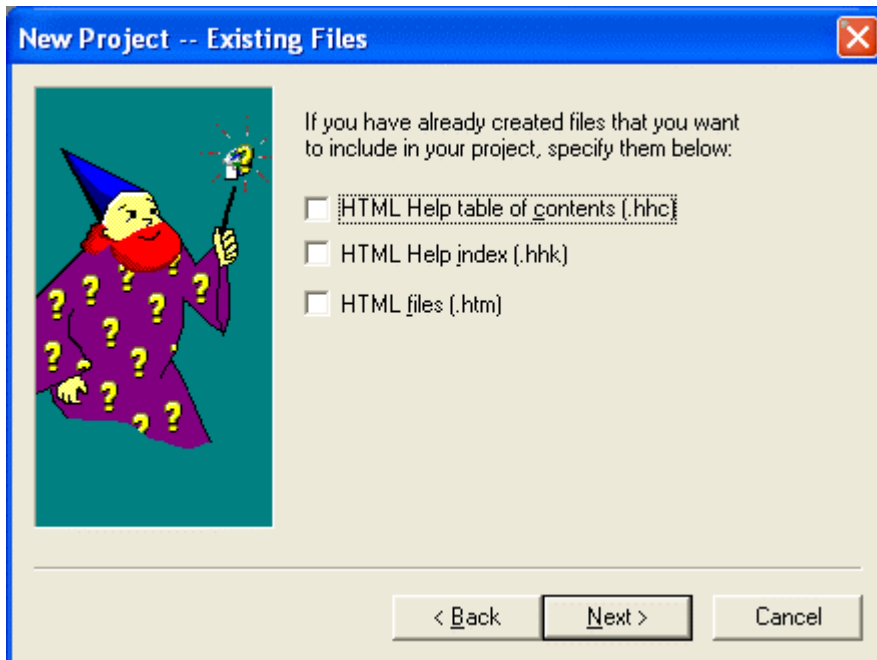 New Project -- Existing Files
If you have already created files that you want
to include in your project, specify them below:
HTML Help table of contents (.hhc)
HTML Help index (.hhk)
HTML files (.htm)
< Back Next > Cancel